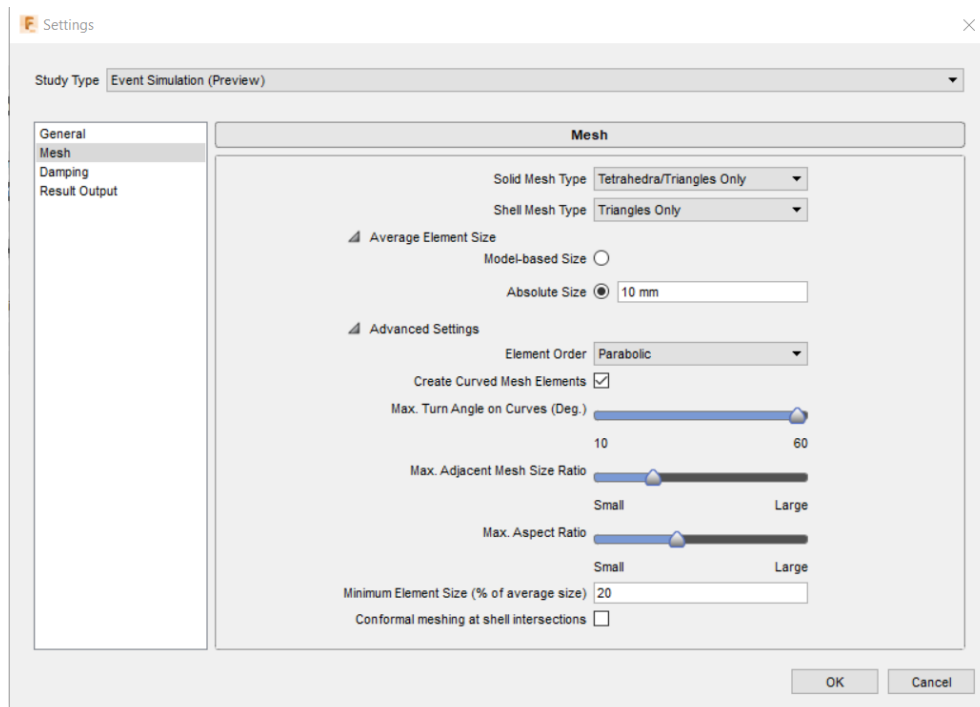 Settings
Study Type Event Simulation (Preview)
General
Mesh
Damping
Result Output
Mesh
Solid Mesh Type Tetrahedra/Triangles Only
Shell Mesh Type Triangles Only
Average Element Size
Model-based Size
Absolute Size 10 mm
Advanced Settings
Element Order Parabolic
Create Curved Mesh Elements
Max. Turn Angle on Curves (Deg.)
10 60
Max. Adjacent Mesh Size Ratio
Small Large
Max. Aspect Ratio
Small Large
Minimum Element Size (% of average size) 20
Conformal meshing at shell intersections
OK Cancel